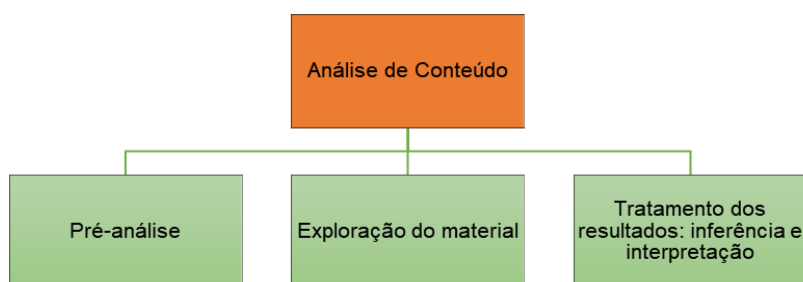 Análise de Conteúdo
Pré-análise
Exploração do material
Tratamento dos
resultados: inferência e
interpretação